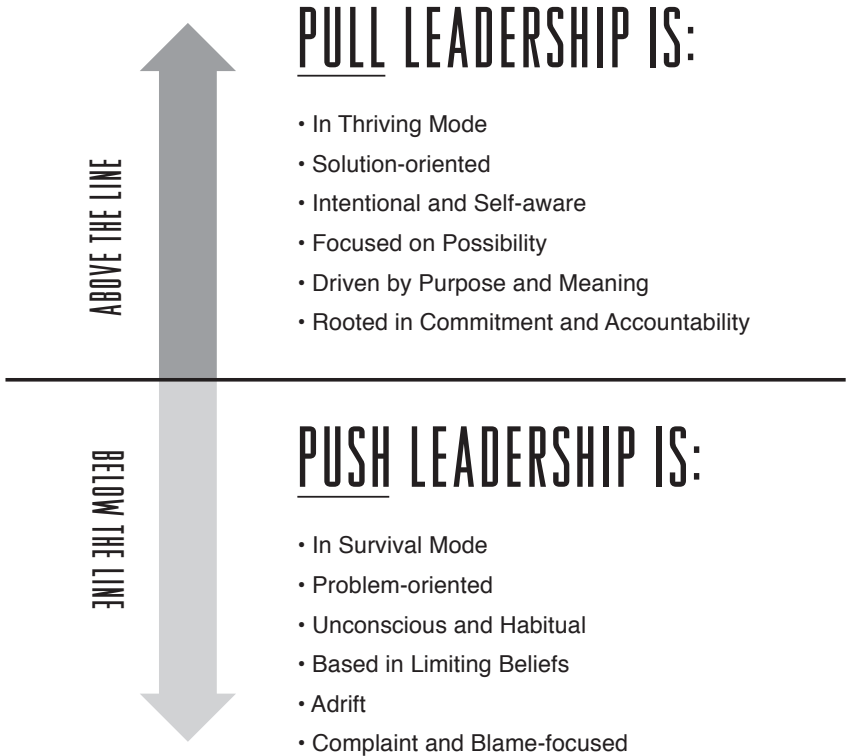 PULL LEADERSHIP IS:
• In Thriving Mode
• Solution-oriented
• Intentional and Self-aware
• Focused on Possibility
• Driven by Purpose and Meaning
• Rooted in Commitment and Accountability
ABOVE THE LINE
PUSH LEADERSHIP IS:
• In Survival Mode
• Problem-oriented
• Unconscious and Habitual
• Based in Limiting Beliefs
• Adrift
• Complaint and Blame-focused
BELOW THE LINE